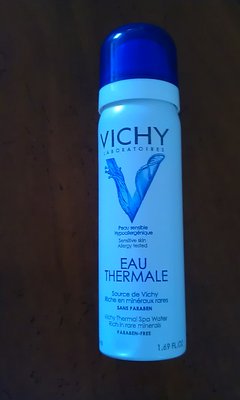 VICHY
LABORATOIRES
Peau sensible
Hypoallergénique
Sensitive skin
Allergy tested
EAU
THERMALE
Source de Vichy
Riche en minéraux rares
SANS PARABEN
Vichy Thermal Spa Water
Rich in rare minerals
PARABEN-FREE
1.69 FL.O